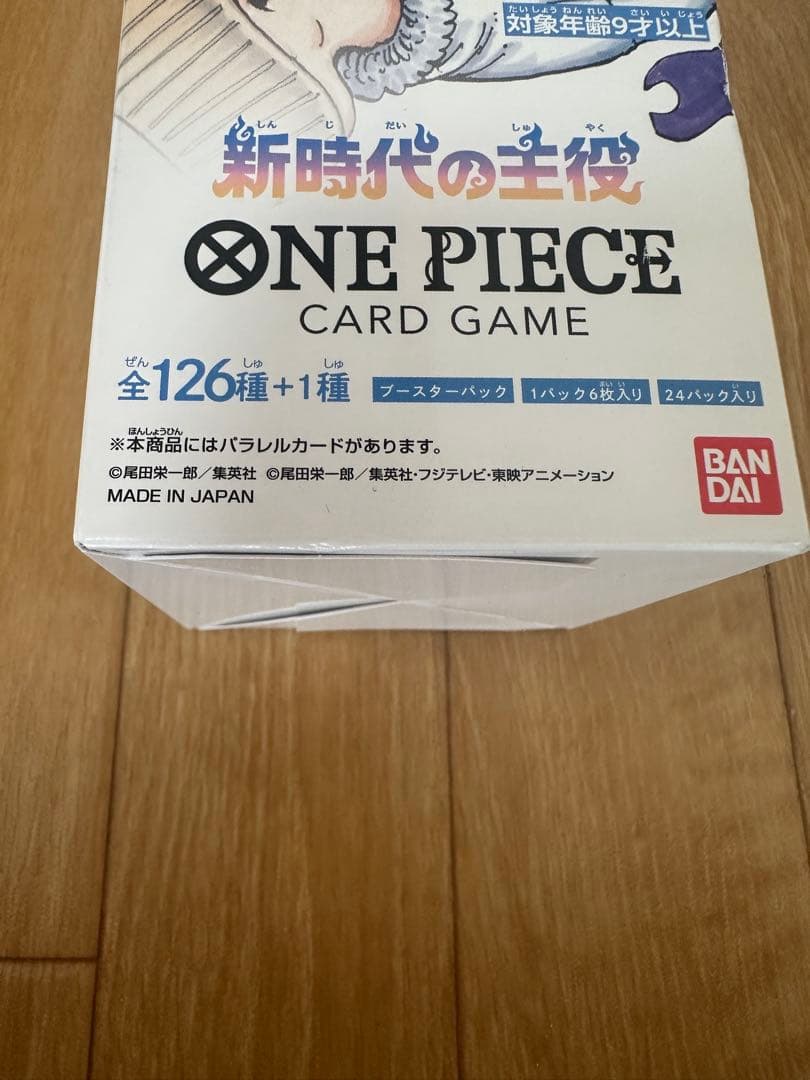 対象年齢9才以上
新時代の主役
ONE PIECE
CARD GAME
全126種+1種 ブースターパック 1パック6枚入り 24パック入り
※本商品にはパラレルカードがあります。
©尾田栄一郎／集英社 ©尾田栄一郎／集英社・フジテレビ・東映アニメーション
MADE IN JAPAN
BAN
DAI